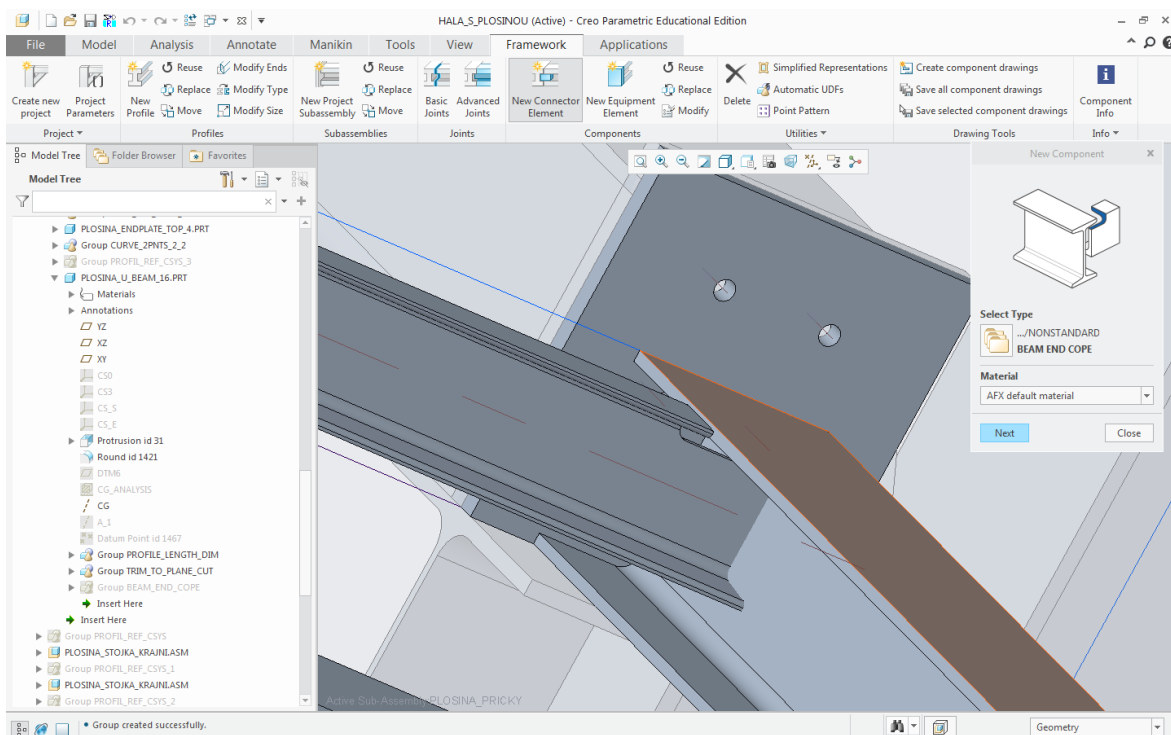 HALA_S_PLOSINOU (Active) - Creo Parametric Educational Edition
File Model Analysis Annotate Manikin Tools View Framework Applications
Create new project
Project Parameters
New Profile
Reuse
Replace
Move
Modify Ends
Modify Type
Modify Size
New Project Subassembly
Reuse
Replace
Move
Basic Joints
Advanced Joints
New Connector Element
New Equipment Element
Reuse
Replace
Modify
Delete
Simplified Representations
Automatic UDFs
Point Pattern
Create component drawings
Save all component drawings
Save selected component drawings
Component Info
Project Profiles Subassemblies Joints Components Utilities Drawing Tools Info
Model Tree Folder Browser Favorites
Model Tree
PLOSINA_ENDPLATE_TOP_4.PRT
Group CURVE_2PNTS_2_2
Group PROFIL_REF_CSYS_3
PLOSINA_U_BEAM_16.PRT
Materials
Annotations
YZ
XZ
XY
CS0
CS3
CS_S
CS_E
Protrusion id 31
Round id 1421
DTM6
CG_ANALYSIS
CG
A_1
Datum Point id 1467
Group PROFILE_LENGTH_DIM
Group TRIM_TO_PLANE_CUT
Group BEAM_END_COPE
Insert Here
Insert Here
Group PROFIL_REF_CSYS
PLOSINA_STOJKA_KRAJNI.ASM
Group PROFIL_REF_CSYS_1
PLOSINA_STOJKA_KRAJNI.ASM
Group PROFIL_REF_CSYS_2
Active Sub-Assembly:PLOSINA_PRICKY
New Component
Select Type
.../NONSTANDARD
BEAM END COPE
Material
AFX default material
Next Close
• Group created successfully.
Geometry